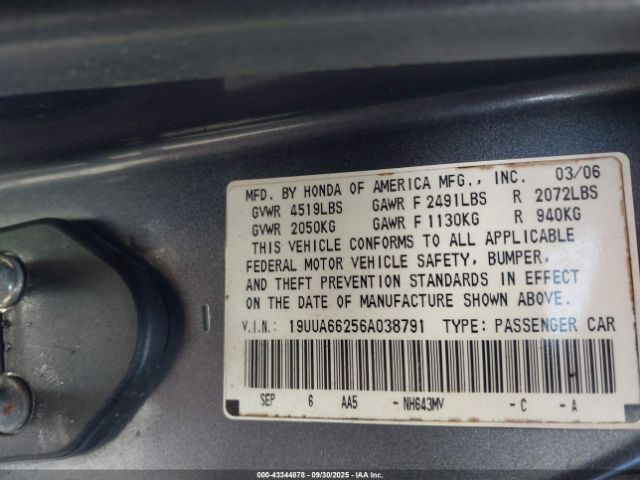 MFD. BY HONDA OF AMERICA MFG., INC. 03/06
GVWR 4519LBS GAWR F 2491LBS R 2072LBS
GVWR 2050KG GAWR F 1130KG R 940KG
THIS VEHICLE CONFORMS TO ALL APPLICABLE
FEDERAL MOTOR VEHICLE SAFETY, BUMPER,
AND THEFT PREVENTION STANDARDS IN EFFECT
ON THE DATE OF MANUFACTURE SHOWN ABOVE.
V.I.N.: 19UUA66256A038791 TYPE: PASSENGER CAR
SEP 6 AA5 - NH643MV - C - A
000- 43344878 - 09/30/2025 - IAA Inc.